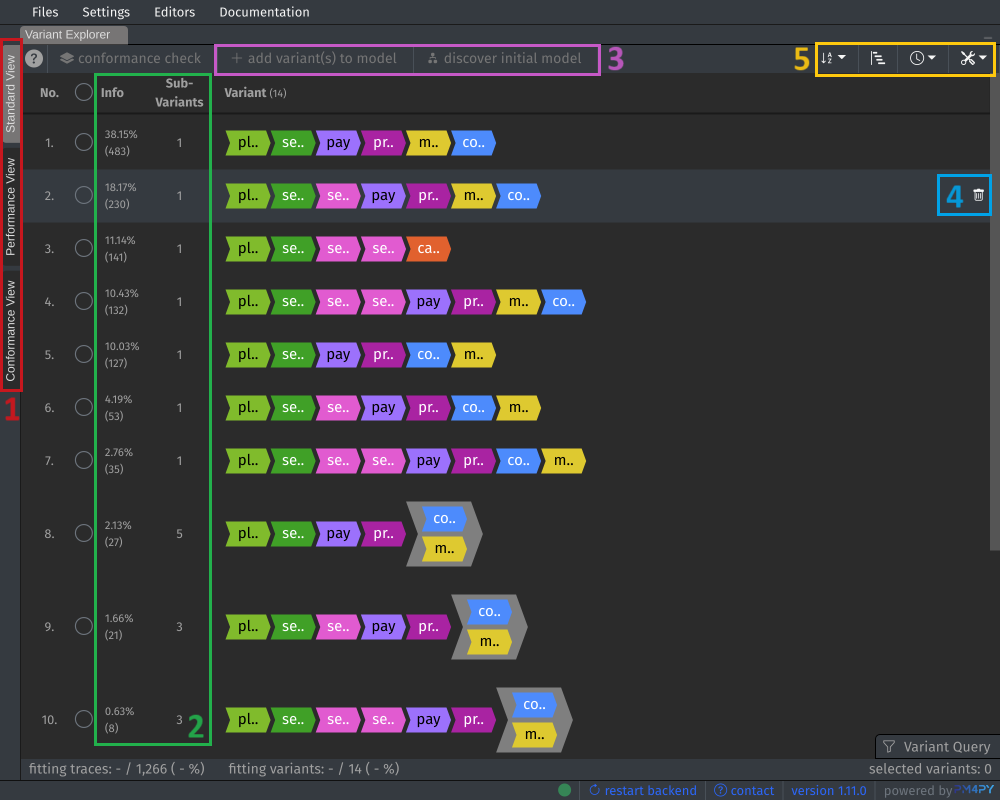 Files Settings Editors Documentation
Variant Explorer
? conformance check + add variant(s) to model discover initial model 3 5
Standard View
Performance View
Conformance View
1
No. Info Sub-Variants Variant (14)
1. 38.15% (483) 1 pl.. se.. pay pr.. m.. co..
2. 18.17% (230) 1 pl.. se.. se.. pay pr.. m.. co.. 4
3. 11.14% (141) 1 pl.. se.. se.. se.. ca..
4. 10.43% (132) 1 pl.. se.. se.. se.. pay pr.. m.. co..
5. 10.03% (127) 1 pl.. se.. pay pr.. co.. m..
6. 4.19% (53) 1 pl.. se.. se.. pay pr.. co.. m..
7. 2.76% (35) 1 pl.. se.. se.. se.. pay pr.. co.. m..
8. 2.13% (27) 5 pl.. se.. pay pr.. co.. m..
9. 1.66% (21) 3 pl.. se.. se.. pay pr.. co.. m..
10. 0.63% (8) 3 pl.. se.. se.. se.. pay pr.. co.. m..
2
Variant Query
fitting traces: - / 1,266 ( - %) fitting variants: - / 14 ( - %) selected variants: 0
restart backend ? contact version 1.11.0 powered by PM4PY